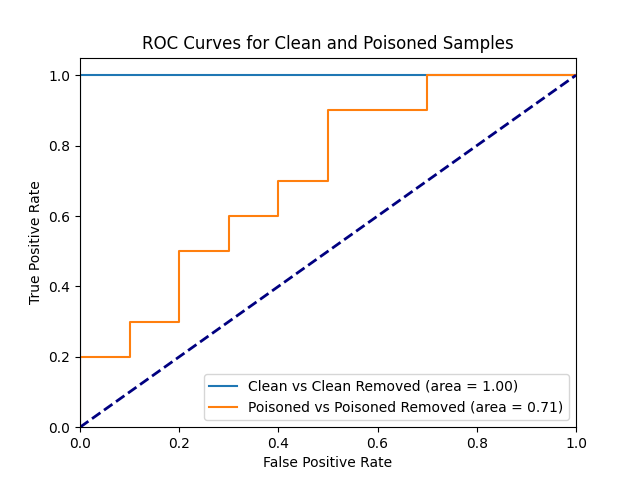 ROC Curves for Clean and Poisoned Samples
True Positive Rate
1.0
0.8
0.6
0.4
0.2
0.0
Clean vs Clean Removed (area = 1.00)
Poisoned vs Poisoned Removed (area = 0.71)
0.0 0.2 0.4 0.6 0.8 1.0
False Positive Rate